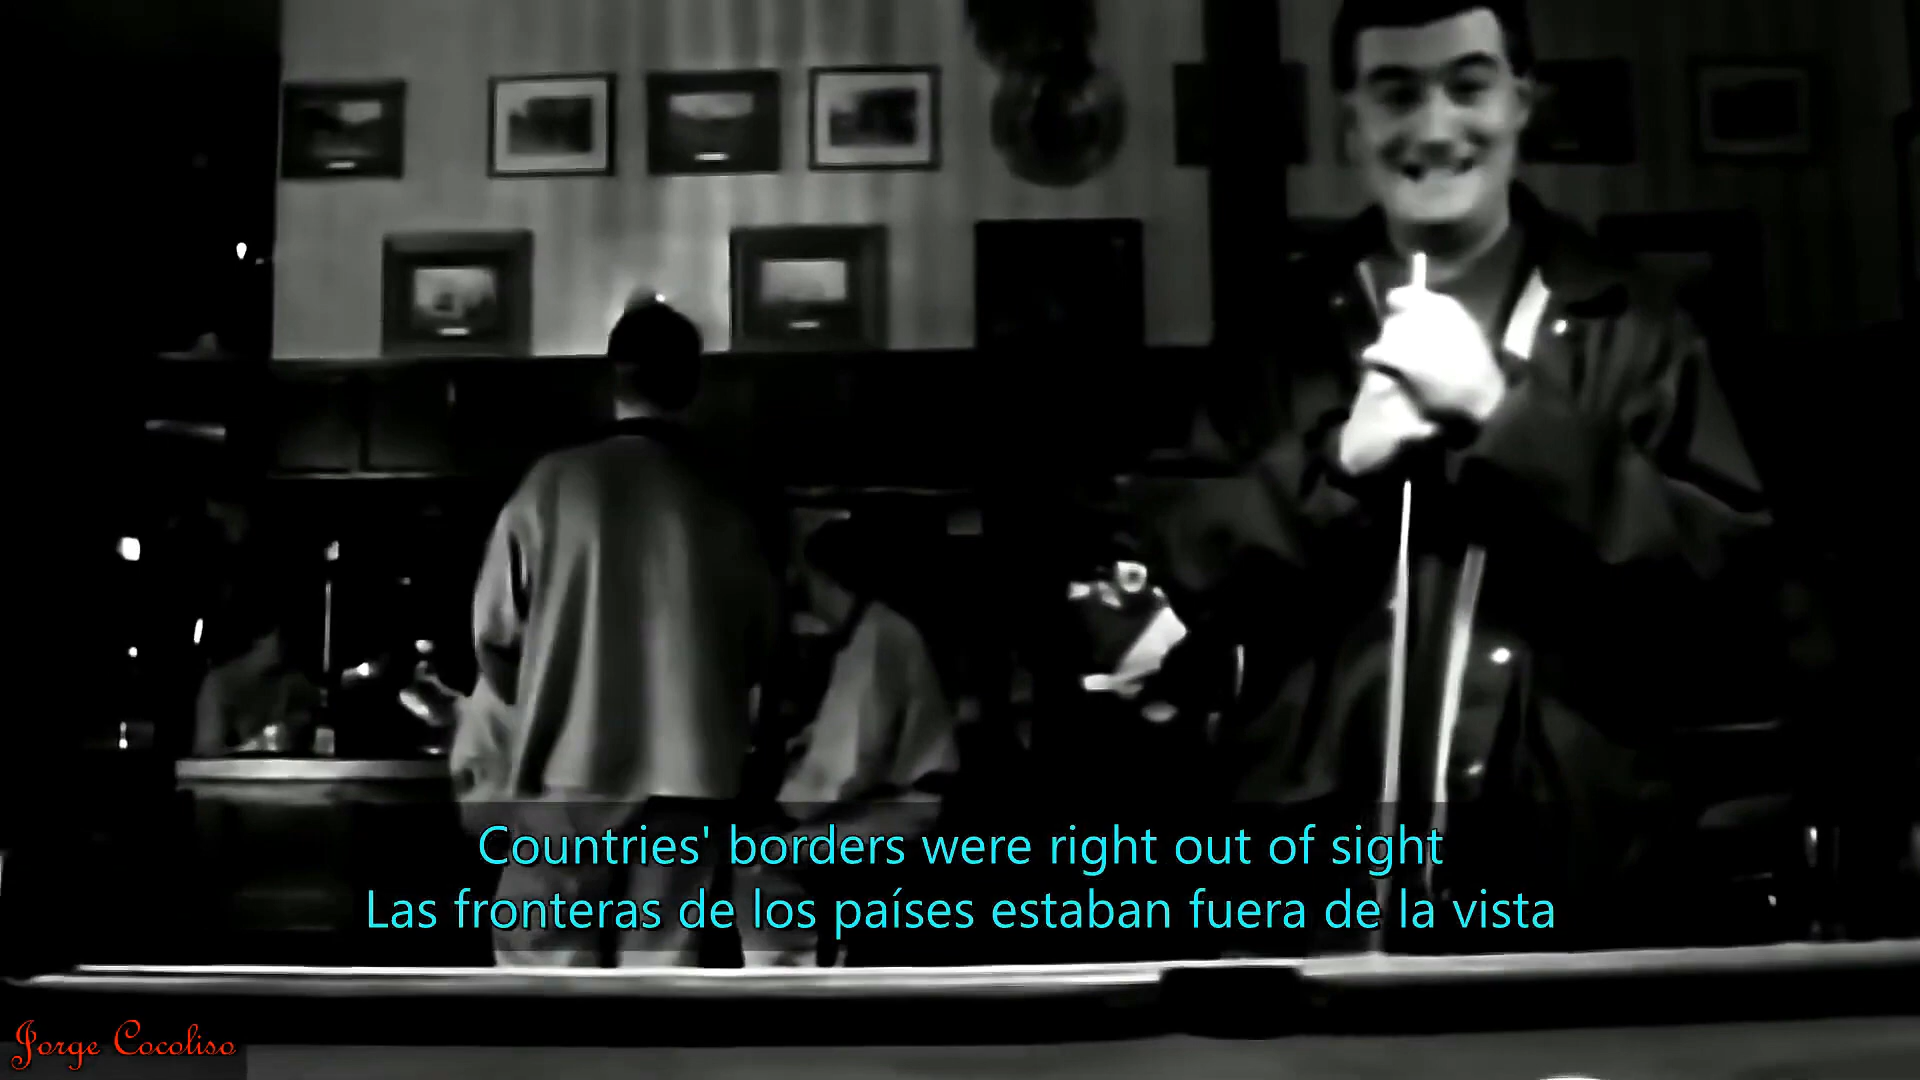 Countries' borders were right out of sight
Las fronteras de los países estaban fuera de la vista
Jorge Cocoliso